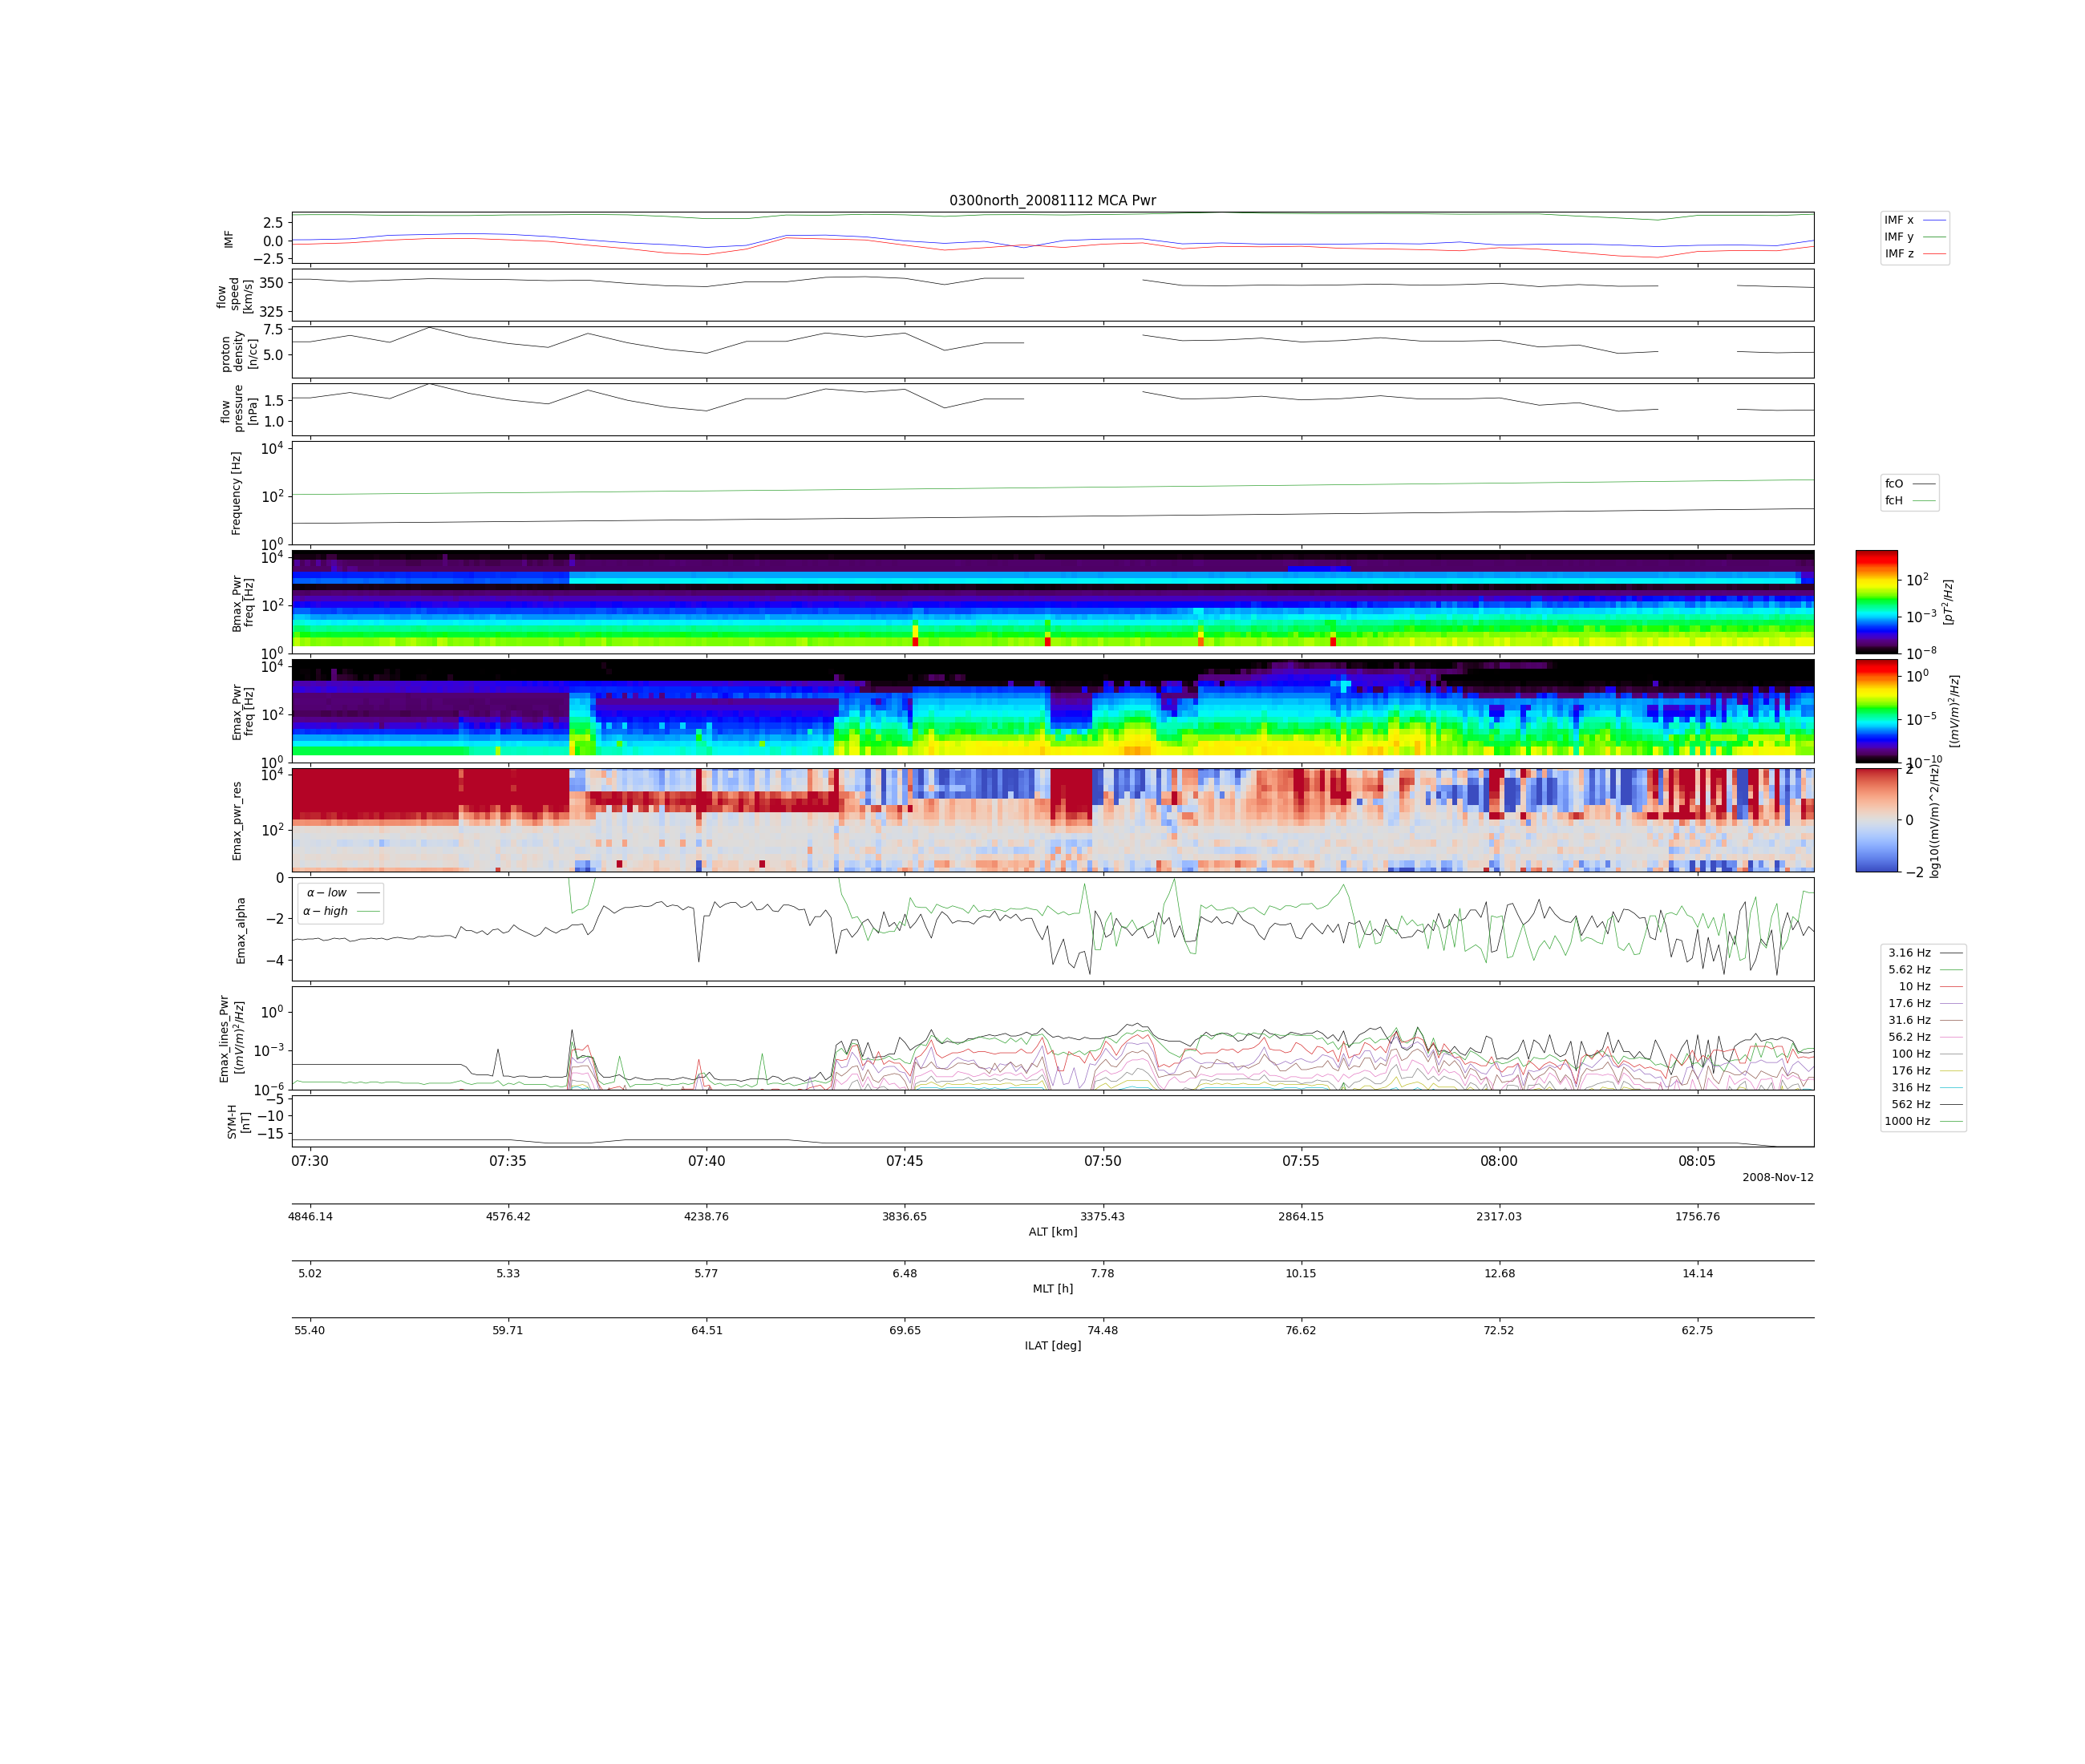 0300north_20081112 MCA Pwr
IMF
2.5
0.0
−2.5
IMF x
IMF y
IMF z
flow
speed
[km/s]
350
325
proton
density
[n/cc]
7.5
5.0
flow
pressure
[nPa]
1.5
1.0
Frequency [Hz]
10^4
10^2
10^0
fcO
fcH
Bmax_Pwr
freq [Hz]
10^4
10^2
10^0
10^2
10^-3
10^-8
[pT^2/Hz]
Emax_Pwr
freq [Hz]
10^4
10^2
10^0
10^0
10^-5
10^-10
[(mV/m)^2/Hz]
Emax_pwr_res
10^4
10^2
2
0
−2
log10((mV/m)^2/Hz)
Emax_alpha
0
−2
−4
α − low
α − high
Emax_lines_Pwr
[(mV/m)^2/Hz]
10^0
10^-3
10^-6
3.16 Hz
5.62 Hz
10 Hz
17.6 Hz
31.6 Hz
56.2 Hz
100 Hz
176 Hz
316 Hz
562 Hz
1000 Hz
SYM-H
[nT]
−5
−10
−15
07:30 07:35 07:40 07:45 07:50 07:55 08:00 08:05
2008-Nov-12
4846.14 4576.42 4238.76 3836.65 3375.43 2864.15 2317.03 1756.76
ALT [km]
5.02 5.33 5.77 6.48 7.78 10.15 12.68 14.14
MLT [h]
55.40 59.71 64.51 69.65 74.48 76.62 72.52 62.75
ILAT [deg]